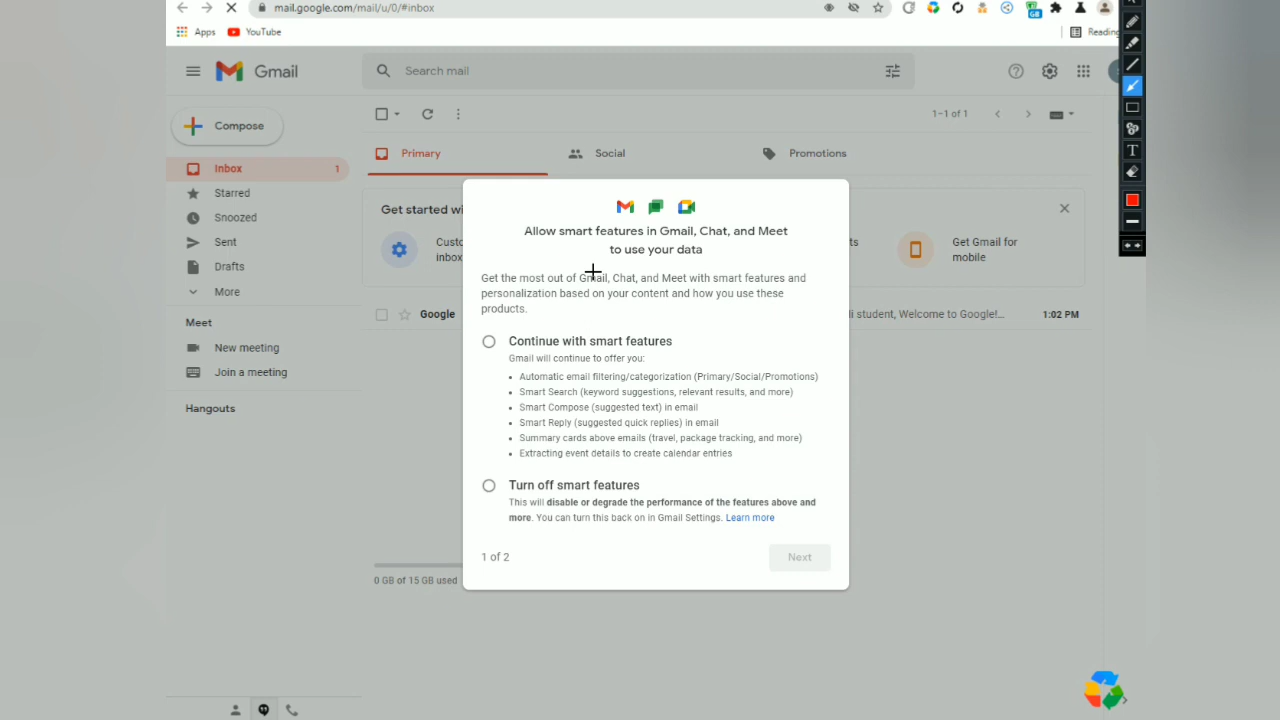 mail.google.com/mail/u/0/#inbox
Apps
YouTube
Reading
Gmail
Search mail
Compose
1–1 of 1
Primary
Social
Promotions
Inbox
1
Starred
Snoozed
Sent
Drafts
More
Meet
New meeting
Join a meeting
Hangouts
Get started
inbox
Get Gmail for
mobile
Google
student, Welcome to Google!...
1:02 PM
Allow smart features in Gmail, Chat, and Meet
to use your data
Get the most out of Gmail, Chat, and Meet with smart features and
personalization based on your content and how you use these
products.
Continue with smart features
Gmail will continue to offer you:
• Automatic email filtering/categorization (Primary/Social/Promotions)
• Smart Search (keyword suggestions, relevant results, and more)
• Smart Compose (suggested text) in email
• Smart Reply (suggested quick replies) in email
• Summary cards above emails (travel, package tracking, and more)
• Extracting event details to create calendar entries
Turn off smart features
This will disable or degrade the performance of the features above and
more. You can turn this back on in Gmail Settings. Learn more
1 of 2
Next
0 GB of 15 GB used
GB
T